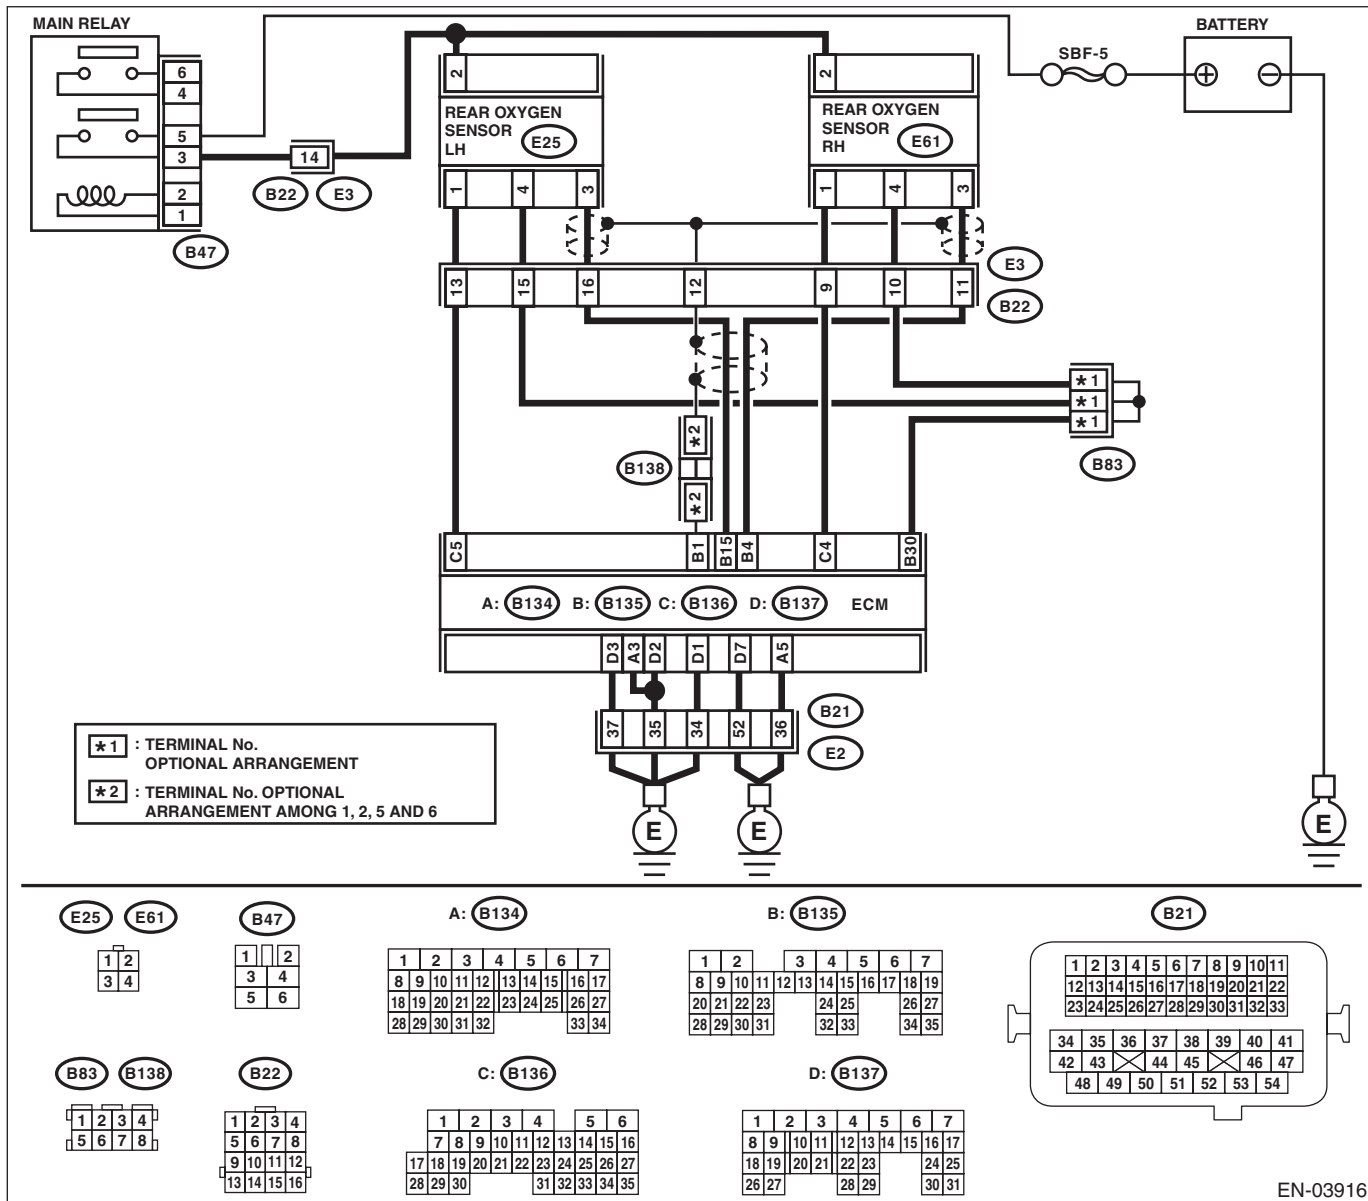 MAIN RELAY
BATTERY
SBF-5
6
4
5
3
2
1
B47
14
B22
E3
2
REAR OXYGEN
SENSOR
LH
E25
1
4
3
2
REAR OXYGEN
SENSOR
RH
E61
1
4
3
E3
B22
13
15
16
12
9
10
11
*1
*1
*1
B83
*2
B138
*2
C5
B1
B15
B4
C4
B30
A: B134 B: B135 C: B136 D: B137 ECM
D3
A3
D2
D1
D7
A5
B21
E2
37
35
34
52
36
E
E
E
*1 : TERMINAL No.
OPTIONAL ARRANGEMENT
*2 : TERMINAL No. OPTIONAL
ARRANGEMENT AMONG 1, 2, 5 AND 6
E25 E61
1 2
3 4
B47
1 2
3 4
5 6
A: B134
1 2 3 4 5 6 7
8 9 10 11 12 13 14 15 16 17
18 19 20 21 22 23 24 25 26 27
28 29 30 31 32 33 34
B: B135
1 2 3 4 5 6 7
8 9 10 11 12 13 14 15 16 17 18 19
20 21 22 23 24 25 26 27
28 29 30 31 32 33 34 35
B21
1 2 3 4 5 6 7 8 9 10 11
12 13 14 15 16 17 18 19 20 21 22
23 24 25 26 27 28 29 30 31 32 33
34 35 36 37 38 39 40 41
42 43 44 45 46 47
48 49 50 51 52 53 54
B83 B138
1 2 3 4
5 6 7 8
B22
1 2 3 4
5 6 7 8
9 10 11 12
13 14 15 16
C: B136
1 2 3 4 5 6
7 8 9 10 11 12 13 14 15 16
17 18 19 20 21 22 23 24 25 26 27
28 29 30 31 32 33 34 35
D: B137
1 2 3 4 5 6 7
8 9 10 11 12 13 14 15 16 17
18 19 20 21 22 23 24 25
26 27 28 29 30 31
EN-03916